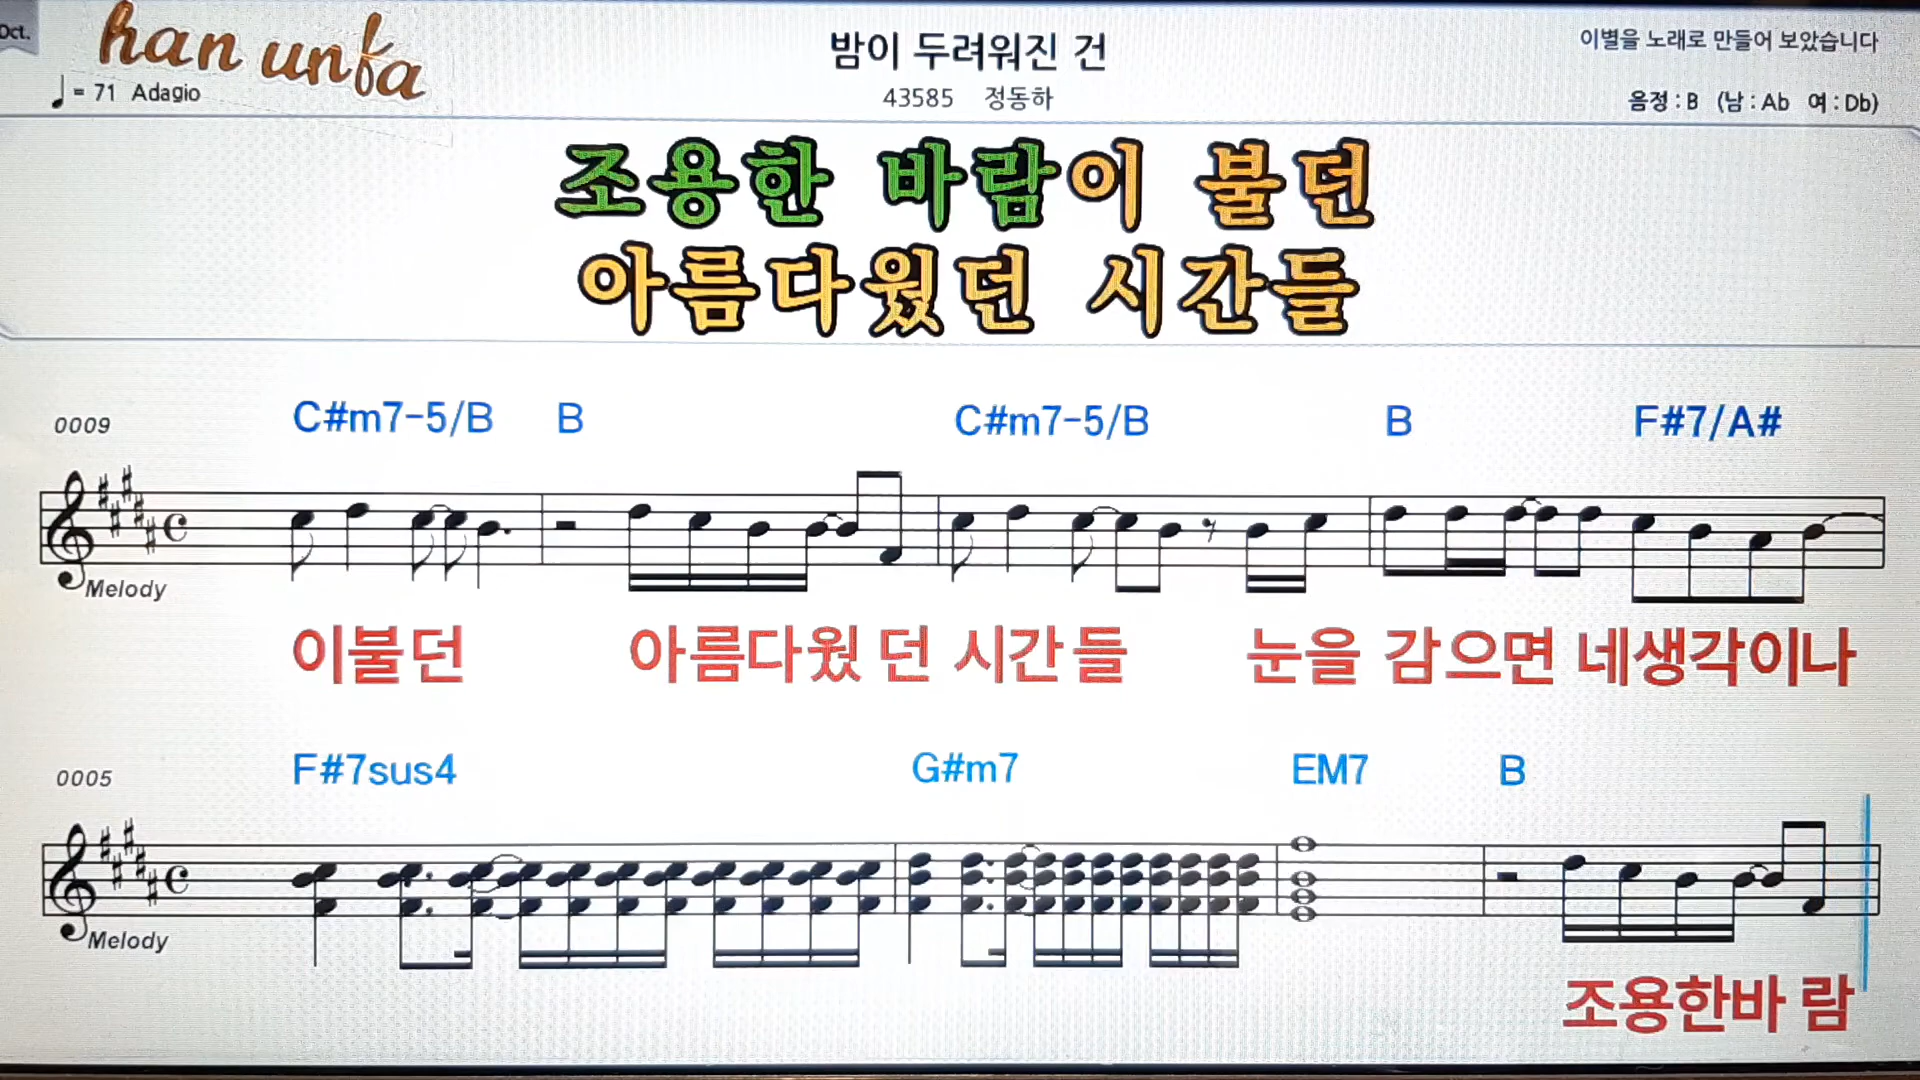 Oct.
han unfa
= 71 Adagio
밤이 두려워진 건
43585 정동하
이별을 노래로 만들어 보았습니다
음정 : B (남 : Ab 여 : Db)
조용한 바람이 불던
아름다웠던 시간들
0009
C#m7-5/B B C#m7-5/B B F#7/A#
Melody
이불던 아름다웠 던 시간들 눈을 감으면 네생각이나
0005
F#7sus4 G#m7 EM7 B
Melody
조용한바 람